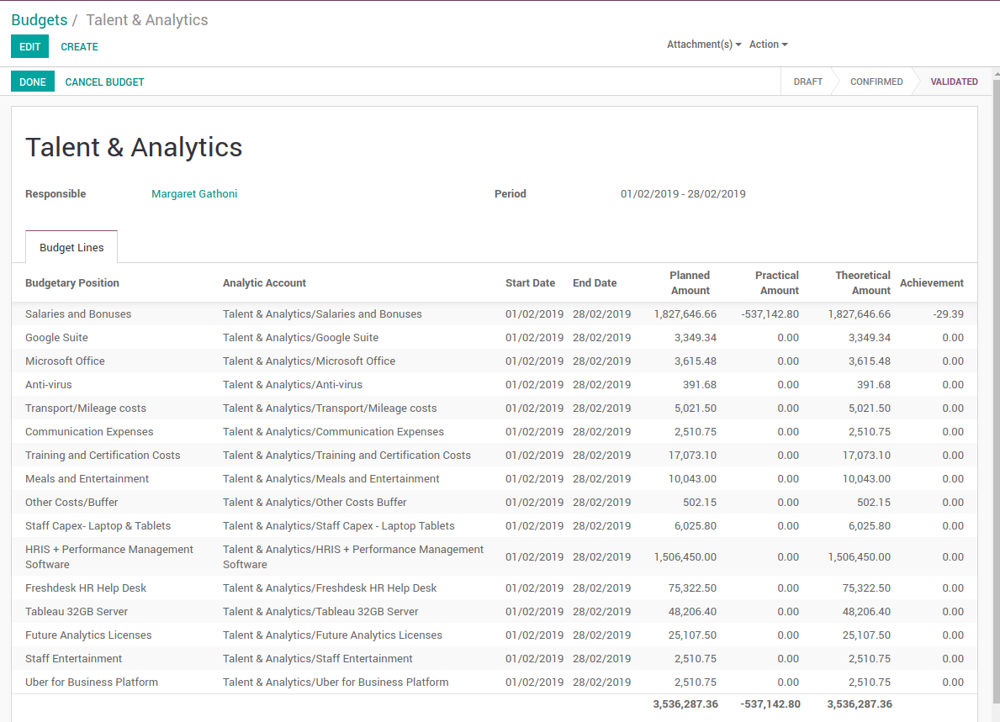 Budgets / Talent & Analytics
EDIT CREATE Attachment(s) Action
DONE CANCEL BUDGET DRAFT CONFIRMED VALIDATED
Talent & Analytics
Responsible Margaret Gathoni Period 01/02/2019 - 28/02/2019
Budget Lines
Budgetary Position Analytic Account Start Date End Date Planned Amount Practical Amount Theoretical Amount Achievement
Salaries and Bonuses Talent & Analytics/Salaries and Bonuses 01/02/2019 28/02/2019 1,827,646.66 -537,142.80 1,827,646.66 -29.39
Google Suite Talent & Analytics/Google Suite 01/02/2019 28/02/2019 3,349.34 0.00 3,349.34 0.00
Microsoft Office Talent & Analytics/Microsoft Office 01/02/2019 28/02/2019 3,615.48 0.00 3,615.48 0.00
Anti-virus Talent & Analytics/Anti-virus 01/02/2019 28/02/2019 391.68 0.00 391.68 0.00
Transport/Mileage costs Talent & Analytics/Transport/Mileage costs 01/02/2019 28/02/2019 5,021.50 0.00 5,021.50 0.00
Communication Expenses Talent & Analytics/Communication Expenses 01/02/2019 28/02/2019 2,510.75 0.00 2,510.75 0.00
Training and Certification Costs Talent & Analytics/Training and Certification Costs 01/02/2019 28/02/2019 17,073.10 0.00 17,073.10 0.00
Meals and Entertainment Talent & Analytics/Meals and Entertainment 01/02/2019 28/02/2019 10,043.00 0.00 10,043.00 0.00
Other Costs/Buffer Talent & Analytics/Other Costs Buffer 01/02/2019 28/02/2019 502.15 0.00 502.15 0.00
Staff Capex- Laptop & Tablets Talent & Analytics/Staff Capex - Laptop Tablets 01/02/2019 28/02/2019 6,025.80 0.00 6,025.80 0.00
HRIS + Performance Management Software Talent & Analytics/HRIS + Performance Management Software 01/02/2019 28/02/2019 1,506,450.00 0.00 1,506,450.00 0.00
Freshdesk HR Help Desk Talent & Analytics/Freshdesk HR Help Desk 01/02/2019 28/02/2019 75,322.50 0.00 75,322.50 0.00
Tableau 32GB Server Talent & Analytics/Tableau 32GB Server 01/02/2019 28/02/2019 48,206.40 0.00 48,206.40 0.00
Future Analytics Licenses Talent & Analytics/Future Analytics Licenses 01/02/2019 28/02/2019 25,107.50 0.00 25,107.50 0.00
Staff Entertainment Talent & Analytics/Staff Entertainment 01/02/2019 28/02/2019 2,510.75 0.00 2,510.75 0.00
Uber for Business Platform Talent & Analytics/Uber for Business Platform 01/02/2019 28/02/2019 2,510.75 0.00 2,510.75 0.00
3,536,287.36 -537,142.80 3,536,287.36